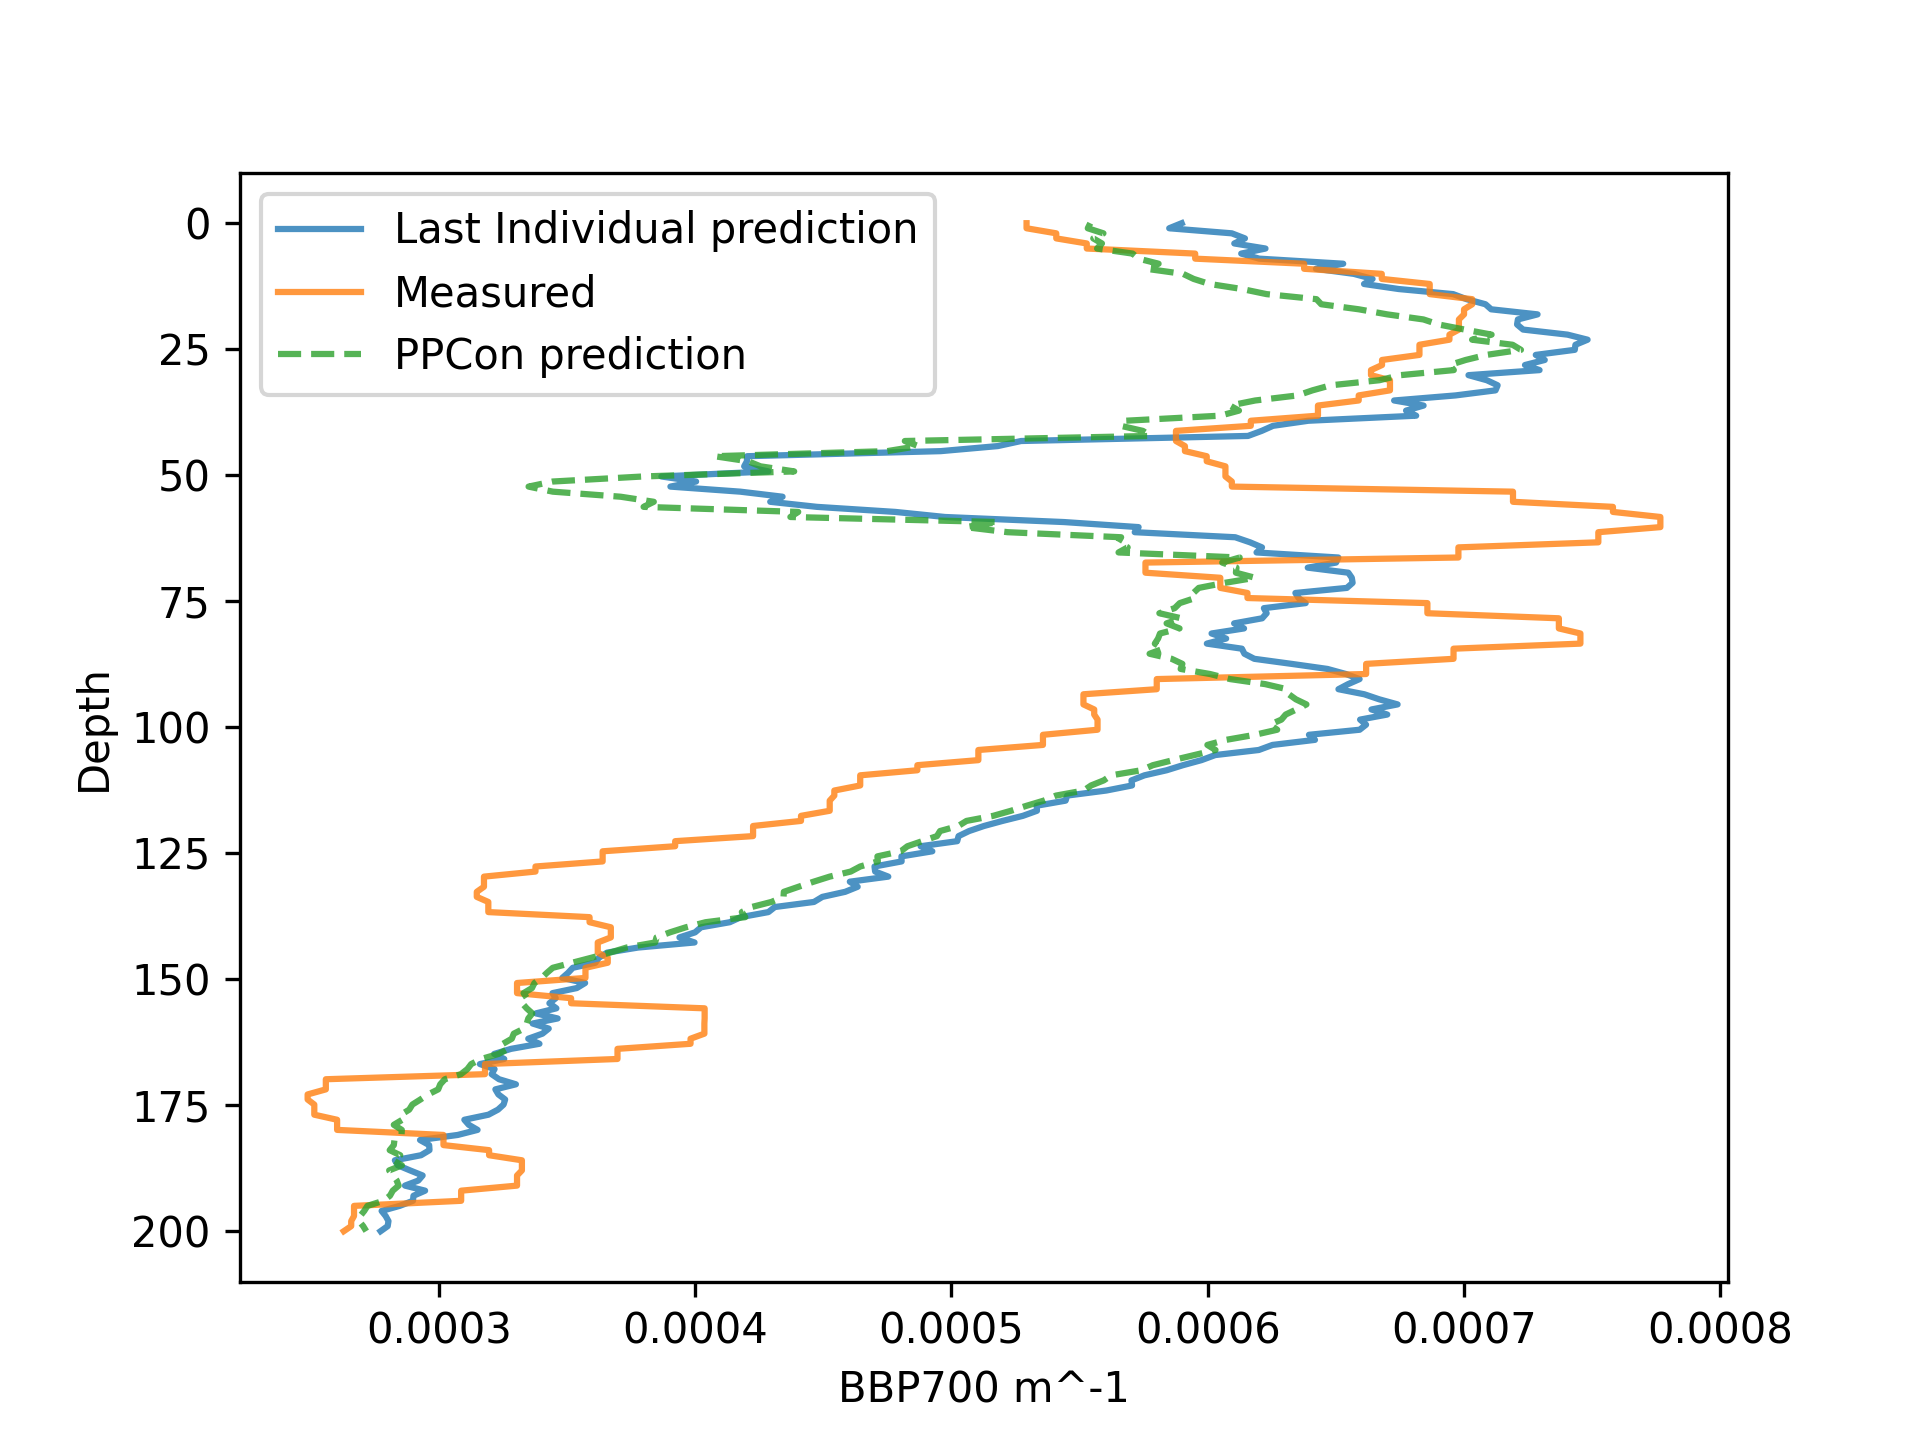 Last Individual prediction
Measured
PPCon prediction
0
25
50
75
100
125
150
175
200
Depth
0.0003 0.0004 0.0005 0.0006 0.0007 0.0008
BBP700 m^-1